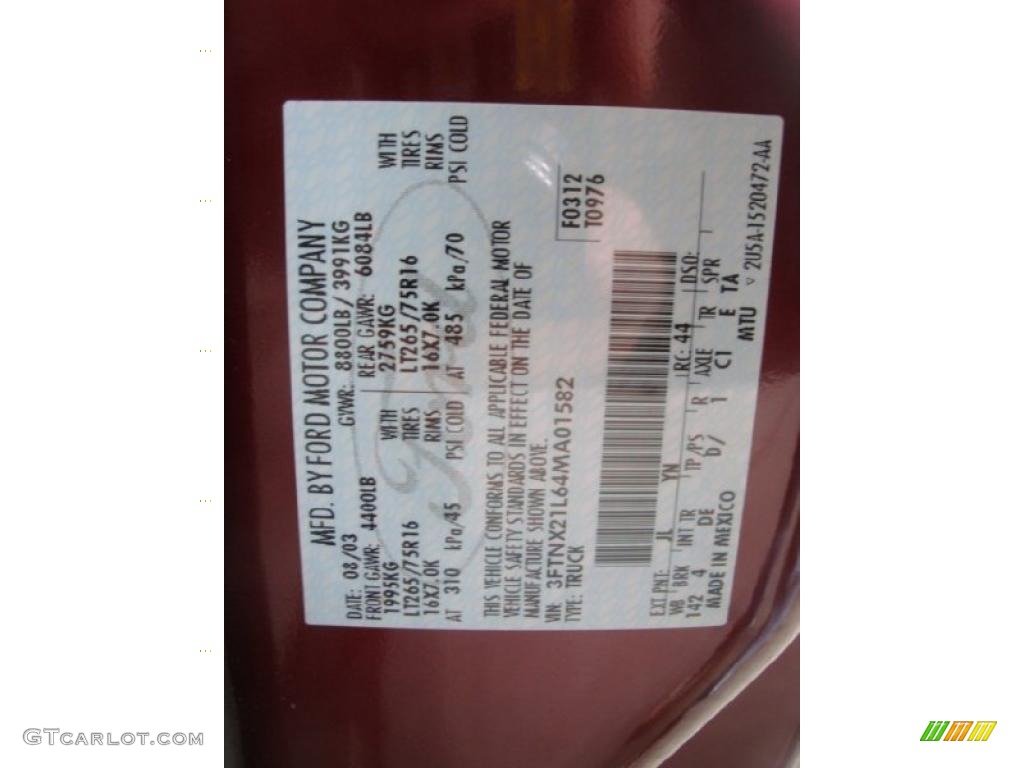 MFD. BY FORD MOTOR COMPANY
DATE: 08/03 GVWR: 8800LB/ 3991KG
FRONT GAWR: 4400LB REAR GAWR: 6084LB
1995KG WITH 2759KG WITH
LT265/75R16 TIRES LT265/75R16 TIRES
16X7.0K RIMS 16X7.0K RIMS
AT 310 kPa/45 PSI COLD AT 485 kPa/70 PSI COLD
THIS VEHICLE CONFORMS TO ALL APPLICABLE FEDERAL MOTOR
VEHICLE SAFETY STANDARDS IN EFFECT ON THE DATE OF
MANUFACTURE SHOWN ABOVE.
VIN: 3FTNX21L64MA01582 F0312
TYPE: TRUCK T0976
EXT PNT: JL YN RC: 44 DSO:
WB BRK INT TR TP/PS R AXLE TR SPR
142 4 DE D/ 1 C1 E TA
MADE IN MEXICO MTU
v 2U5A-1520472-AA
Ford
GTCarLot.com